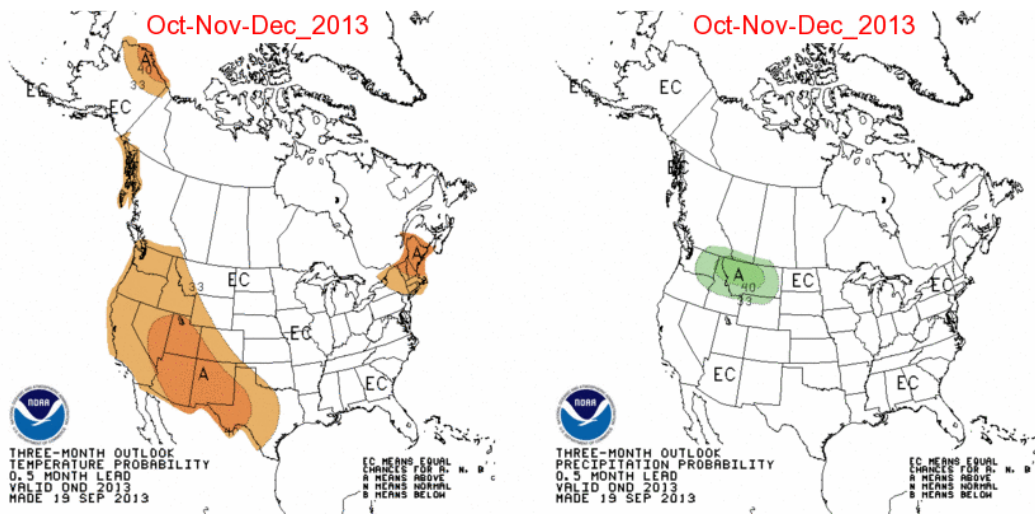 Oct-Nov-Dec_2013
A
40
33
EC
EC
A
33
EC
EC
A
EC
NOAA
THREE-MONTH OUTLOOK
TEMPERATURE PROBABILITY
0.5 MONTH LEAD
VALID OND 2013
MADE 19 SEP 2013
EC MEANS EQUAL
CHANCES FOR A, N, B
A MEANS ABOVE
N MEANS NORMAL
B MEANS BELOW
Oct-Nov-Dec_2013
EC
EC
EC
A
40
33
EC
EC
EC
EC
NOAA
THREE-MONTH OUTLOOK
PRECIPITATION PROBABILITY
0.5 MONTH LEAD
VALID OND 2013
MADE 19 SEP 2013
EC MEANS EQUAL
CHANCES FOR A, N, B
A MEANS ABOVE
N MEANS NORMAL
B MEANS BELOW